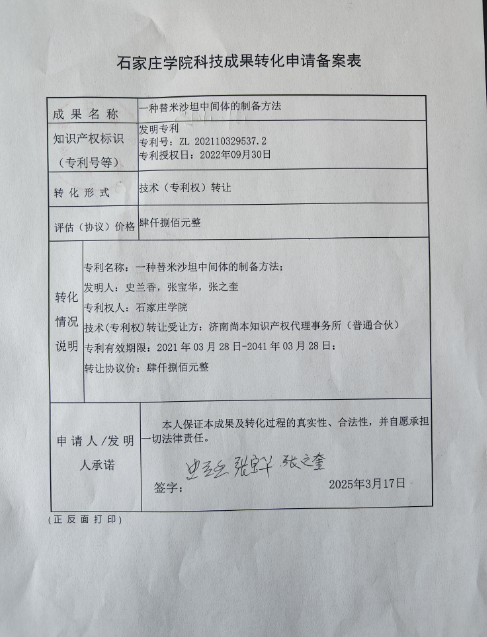 石家庄学院科技成果转化申请备案表
成果名称
一种替米沙坦中间体的制备方法
知识产权标识
（专利号等）
发明专利
专利号：ZL 202110329537.2
专利授权日：2022年09月30日
转化形式
技术（专利权）转让
评估（协议）价格
肆仟捌佰元整
转化
情况
说明
专利名称：一种替米沙坦中间体的制备方法；
发明人：史兰香，张宝华，张之奎
专利权人：石家庄学院
技术(专利权)转让受让方：济南尚本知识产权代理事务所（普通合伙）
专利有效期限：2021年03月28日-2041年03月28日；
转让协议价：肆仟捌佰元整
申请人/发明
人承诺
本人保证本成果及转化过程的真实性、合法性，并自愿承担
一切法律责任。
张宝华 张之奎
签字：
2025年3月17日
(正反面打印)